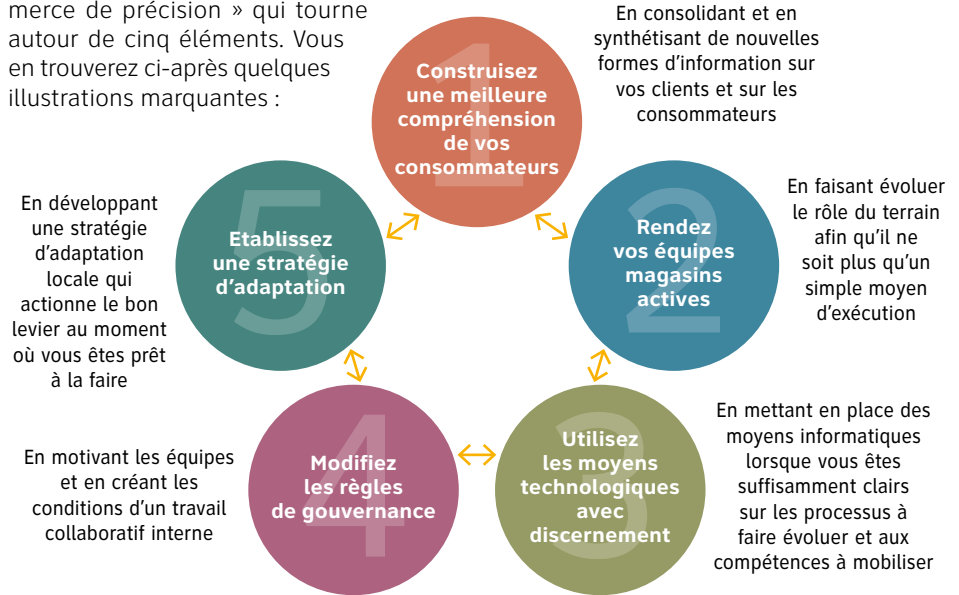 merce de précision » qui tourne
autour de cinq éléments. Vous
en trouverez ci-après quelques
illustrations marquantes :
1
Construisez
une meilleure
compréhension
de vos
consommateurs
En consolidant et en
synthétisant de nouvelles
formes d'information sur
vos clients et sur les
consommateurs
2
Rendez
vos équipes
magasins
actives
En faisant évoluer
le rôle du terrain
afin qu'il ne
soit plus qu'un
simple moyen
d'exécution
3
Utilisez
les moyens
technologiques
avec
discernement
En mettant en place des
moyens informatiques
lorsque vous êtes
suffisamment clairs
sur les processus à
faire évoluer et aux
compétences à mobiliser
4
Modifiez
les règles
de gouvernance
En motivant les équipes
et en créant les
conditions d'un travail
collaboratif interne
5
Etablissez
une stratégie
d'adaptation
En développant
une stratégie
d'adaptation
locale qui
actionne le bon
levier au moment
où vous êtes prêt
à la faire